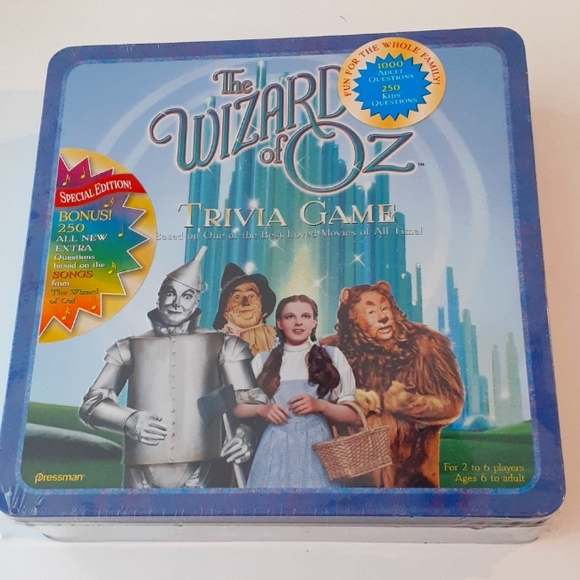 The
WIZARD
of OZ™
FUN FOR THE WHOLE FAMILY!
1000
ADULT
QUESTIONS
250
KIDS'
QUESTIONS
TRIVIA GAME
Based on One of the Best Loved Movies of All Time!
SPECIAL EDITION!
BONUS!
250
ALL NEW
EXTRA
Questions
based on the
SONGS
from
The Wizard
of Oz!
Pressman
For 2 to 6 players
Ages 6 to adult